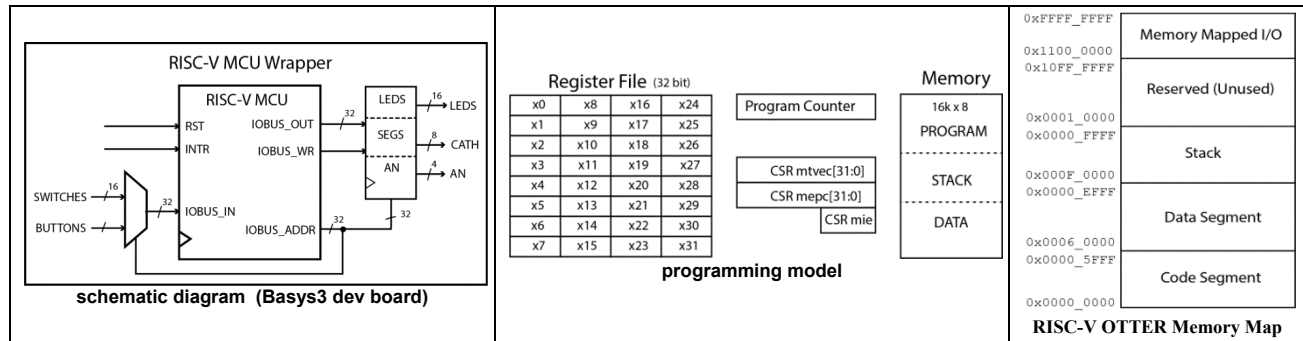 RISC-V MCU Wrapper
RISC-V MCU
RST
INTR
IOBUS_OUT
IOBUS_WR
IOBUS_IN
IOBUS_ADDR
SWITCHES
BUTTONS
16
32
32
32
32
LEDS
SEGS
AN
16
LEDS
8
CATH
4
AN
schematic diagram (Basys3 dev board)
Register File (32 bit)
x0 x8 x16 x24
x1 x9 x17 x25
x2 x10 x18 x26
x3 x11 x19 x27
x4 x12 x20 x28
x5 x13 x21 x29
x6 x14 x22 x30
x7 x15 x23 x31
Program Counter
CSR mtvec[31:0]
CSR mepc[31:0]
CSR mie
Memory
16k x 8
PROGRAM
STACK
DATA
programming model
0xFFFF_FFFF
Memory Mapped I/O
0x1100_0000
0x10FF_FFFF
Reserved (Unused)
0x0001_0000
0x0000_FFFF
Stack
0x000F_0000
0x0000_EFFF
Data Segment
0x0006_0000
0x0000_5FFF
Code Segment
0x0000_0000
RISC-V OTTER Memory Map